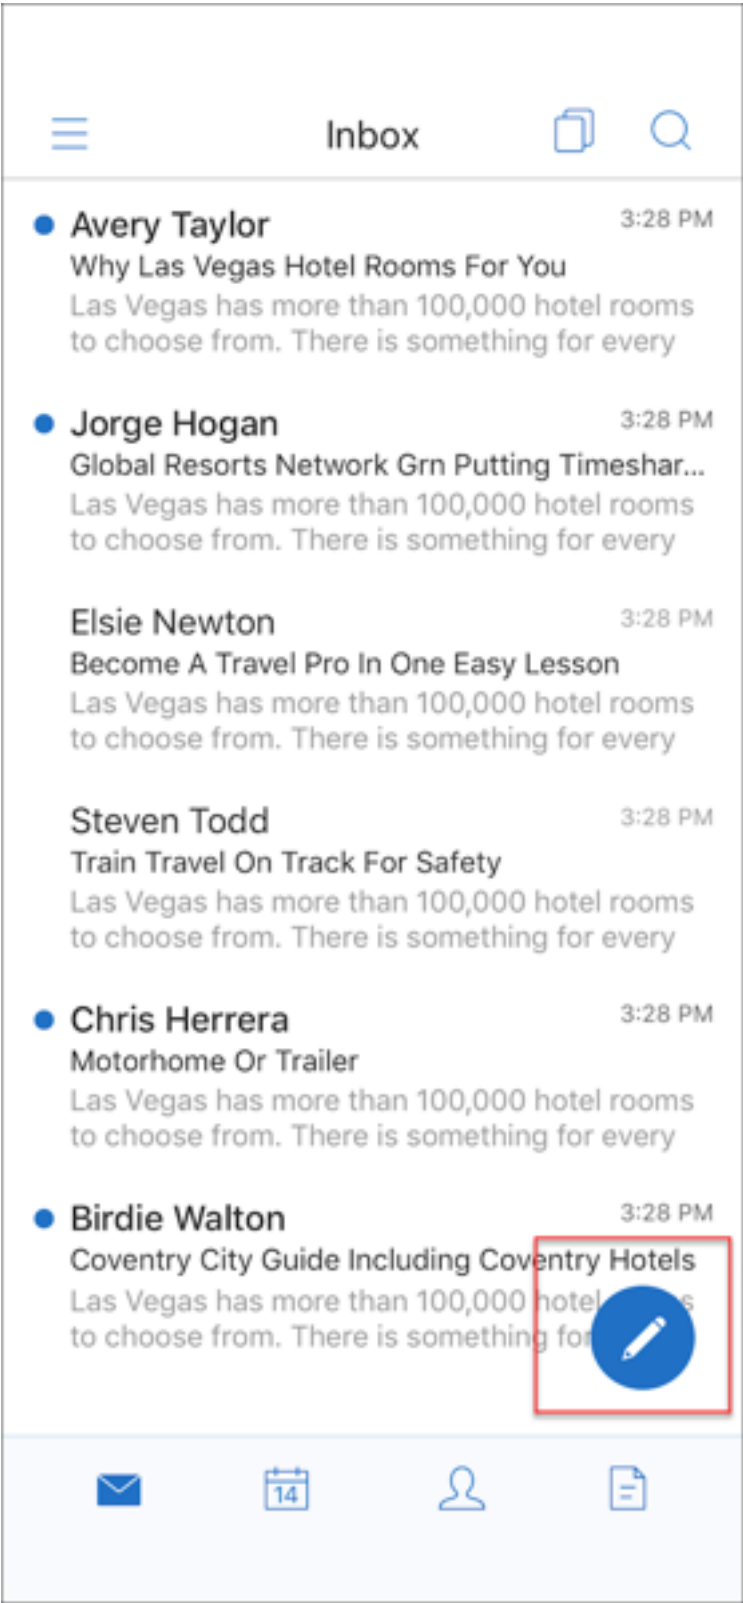 Inbox
Avery Taylor 3:28 PM
Why Las Vegas Hotel Rooms For You
Las Vegas has more than 100,000 hotel rooms
to choose from. There is something for every
Jorge Hogan 3:28 PM
Global Resorts Network Grn Putting Timeshar...
Las Vegas has more than 100,000 hotel rooms
to choose from. There is something for every
Elsie Newton 3:28 PM
Become A Travel Pro In One Easy Lesson
Las Vegas has more than 100,000 hotel rooms
to choose from. There is something for every
Steven Todd 3:28 PM
Train Travel On Track For Safety
Las Vegas has more than 100,000 hotel rooms
to choose from. There is something for every
Chris Herrera 3:28 PM
Motorhome Or Trailer
Las Vegas has more than 100,000 hotel rooms
to choose from. There is something for every
Birdie Walton 3:28 PM
Coventry City Guide Including Coventry Hotels
Las Vegas has more than 100,000 hotel
to choose from. There is something for
14